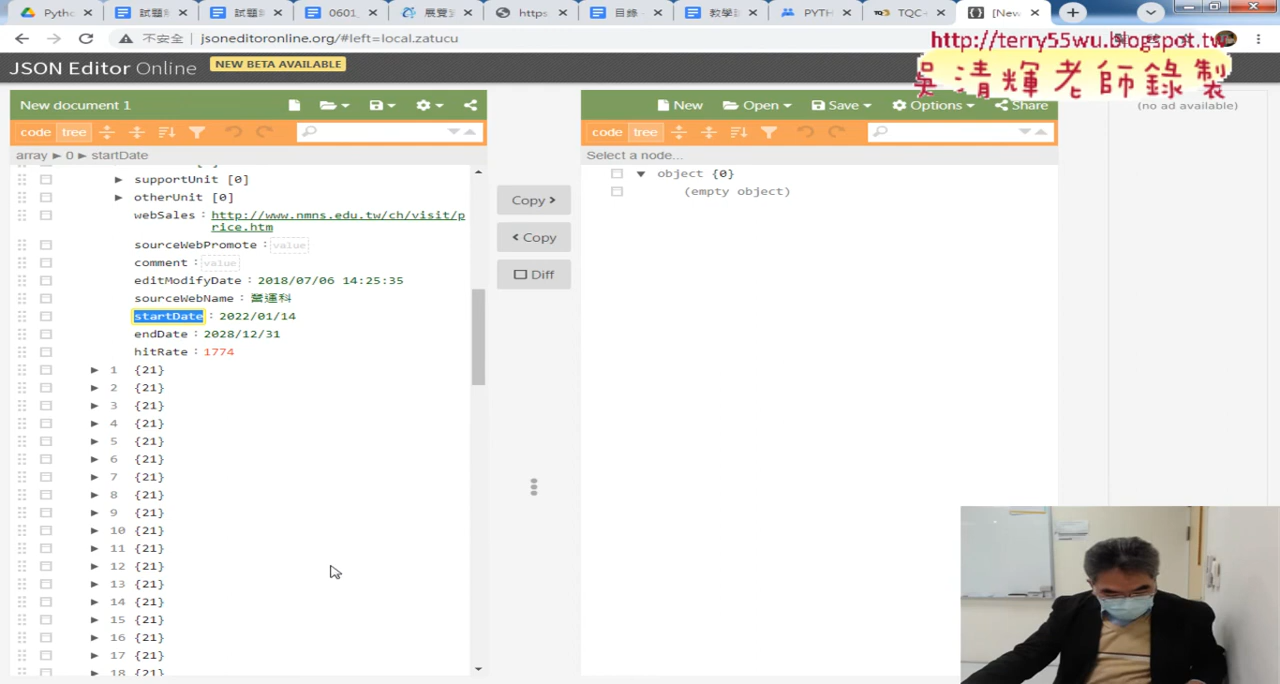 Pytho
試題
試題
0601_
展覽
https
目錄
教學
PYTH
TQC+
[New
不安全 jsoneditoronline.org/#left=local.zatucu
http://terry55wu.blogspot.tw
吳清輝老師錄製
JSON Editor Online NEW BETA AVAILABLE
New document 1
New Open Save Options Share
(no ad available)
code tree
code tree
array ▶ 0 ▶ startDate
Select a node...
supportUnit [0]
otherUnit [0]
webSales : http://www.nmns.edu.tw/ch/visit/p
rice.htm
sourceWebPromote : value
comment : value
editModifyDate : 2018/07/06 14:25:35
sourceWebName : 營運科
startDate : 2022/01/14
endDate : 2028/12/31
hitRate : 1774
1 {21}
2 {21}
3 {21}
4 {21}
5 {21}
6 {21}
7 {21}
8 {21}
9 {21}
10 {21}
11 {21}
12 {21}
13 {21}
14 {21}
15 {21}
16 {21}
17 {21}
18 {21}
Copy >
< Copy
Diff
object {0}
(empty object)